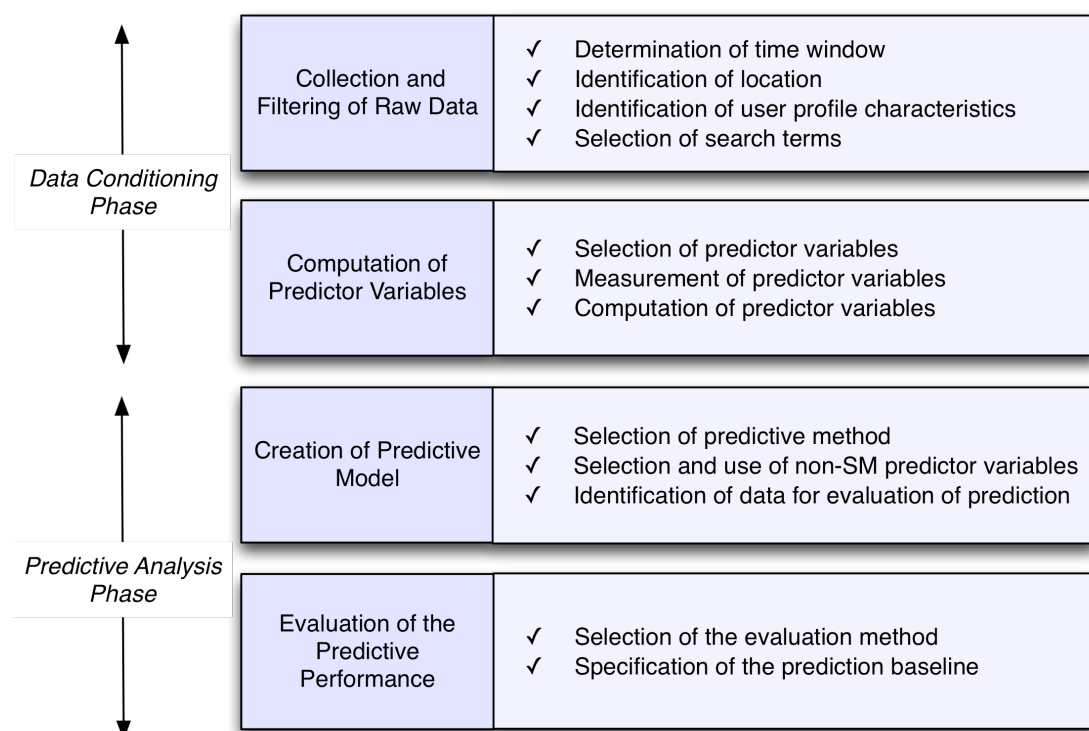 Data Conditioning
Phase
Collection and
Filtering of Raw Data
✓ Determination of time window
✓ Identification of location
✓ Identification of user profile characteristics
✓ Selection of search terms
Computation of
Predictor Variables
✓ Selection of predictor variables
✓ Measurement of predictor variables
✓ Computation of predictor variables
Predictive Analysis
Phase
Creation of Predictive
Model
✓ Selection of predictive method
✓ Selection and use of non-SM predictor variables
✓ Identification of data for evaluation of prediction
Evaluation of the
Predictive
Performance
✓ Selection of the evaluation method
✓ Specification of the prediction baseline